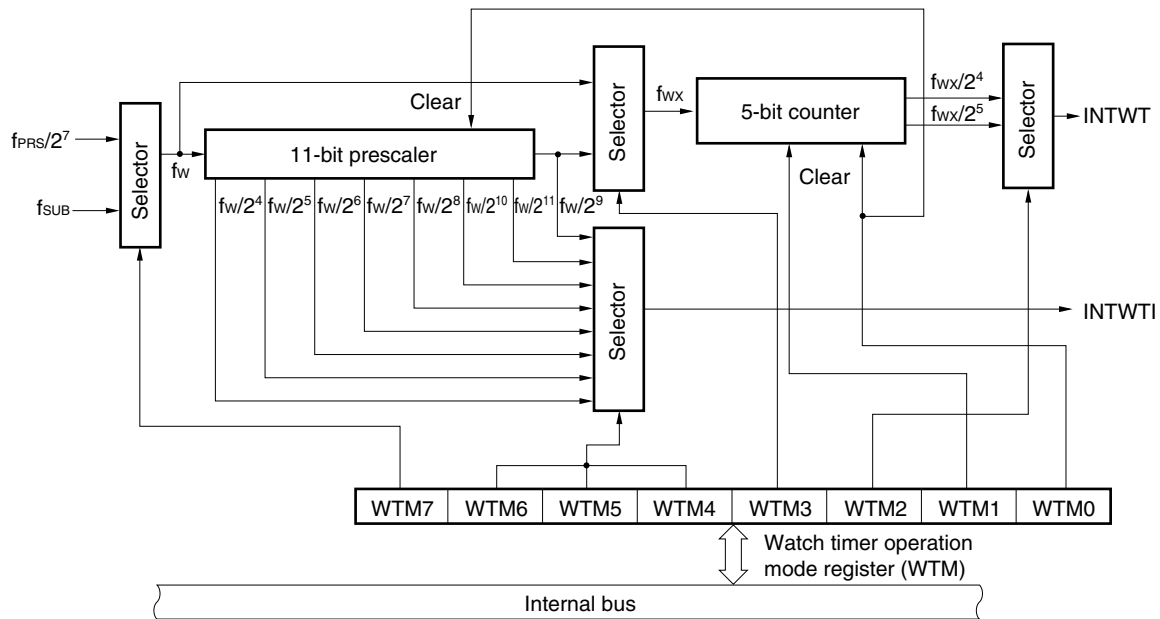 fPRS/2⁷
fSUB
Selector
fW
11-bit prescaler
Clear
fW/2⁴ fW/2⁵ fW/2⁶ fW/2⁷ fW/2⁸ fW/2¹⁰ fW/2¹¹ fW/2⁹
Selector
Selector
fWX
5-bit counter
Clear
fWX/2⁴
fWX/2⁵
Selector
INTWT
INTWTI
WTM7 WTM6 WTM5 WTM4 WTM3 WTM2 WTM1 WTM0
Watch timer operation
mode register (WTM)
Internal bus